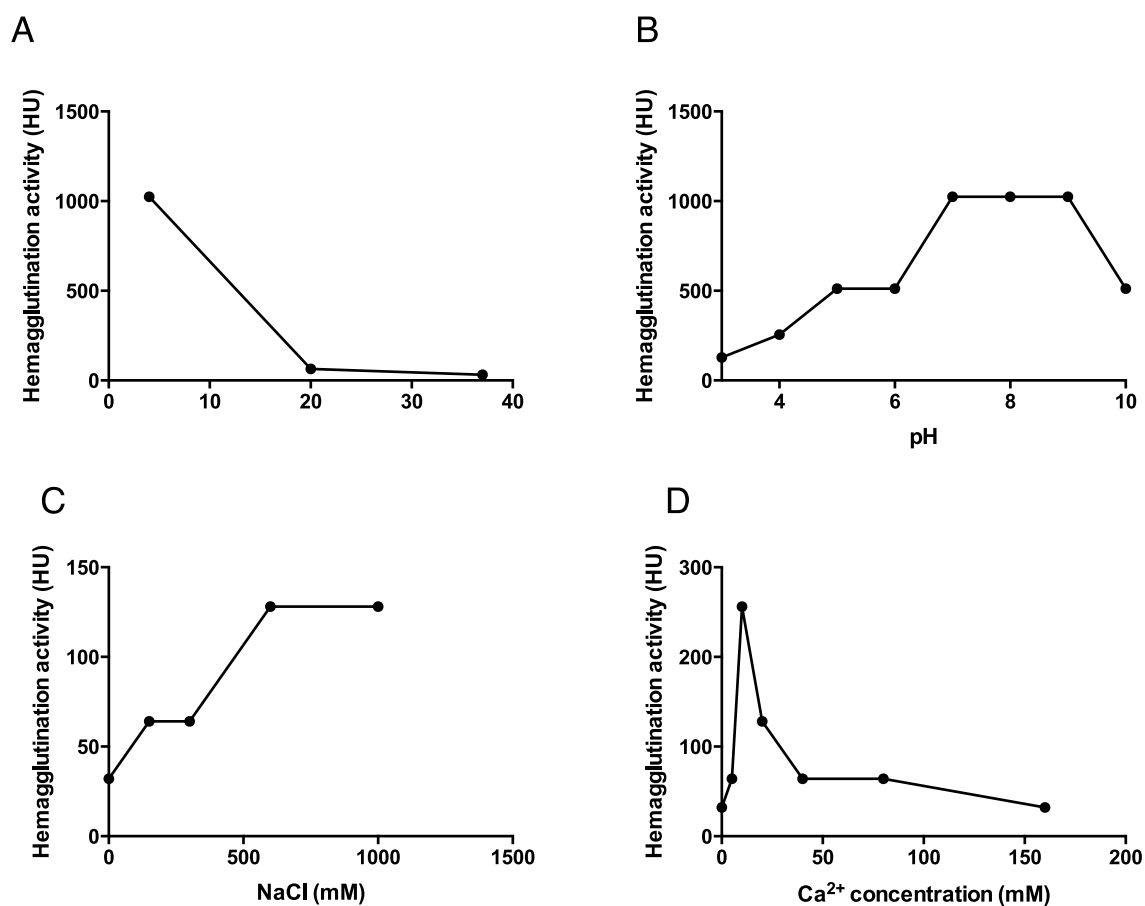 A
Hemagglutination activity (HU)
1500
1000
500
0
0 10 20 30 40
B
Hemagglutination activity (HU)
1500
1000
500
0
4 6 8 10
pH
C
Hemagglutination activity (HU)
150
100
50
0
0 500 1000 1500
NaCl (mM)
D
Hemagglutination activity (HU)
300
200
100
0
0 50 100 150 200
Ca²⁺ concentration (mM)